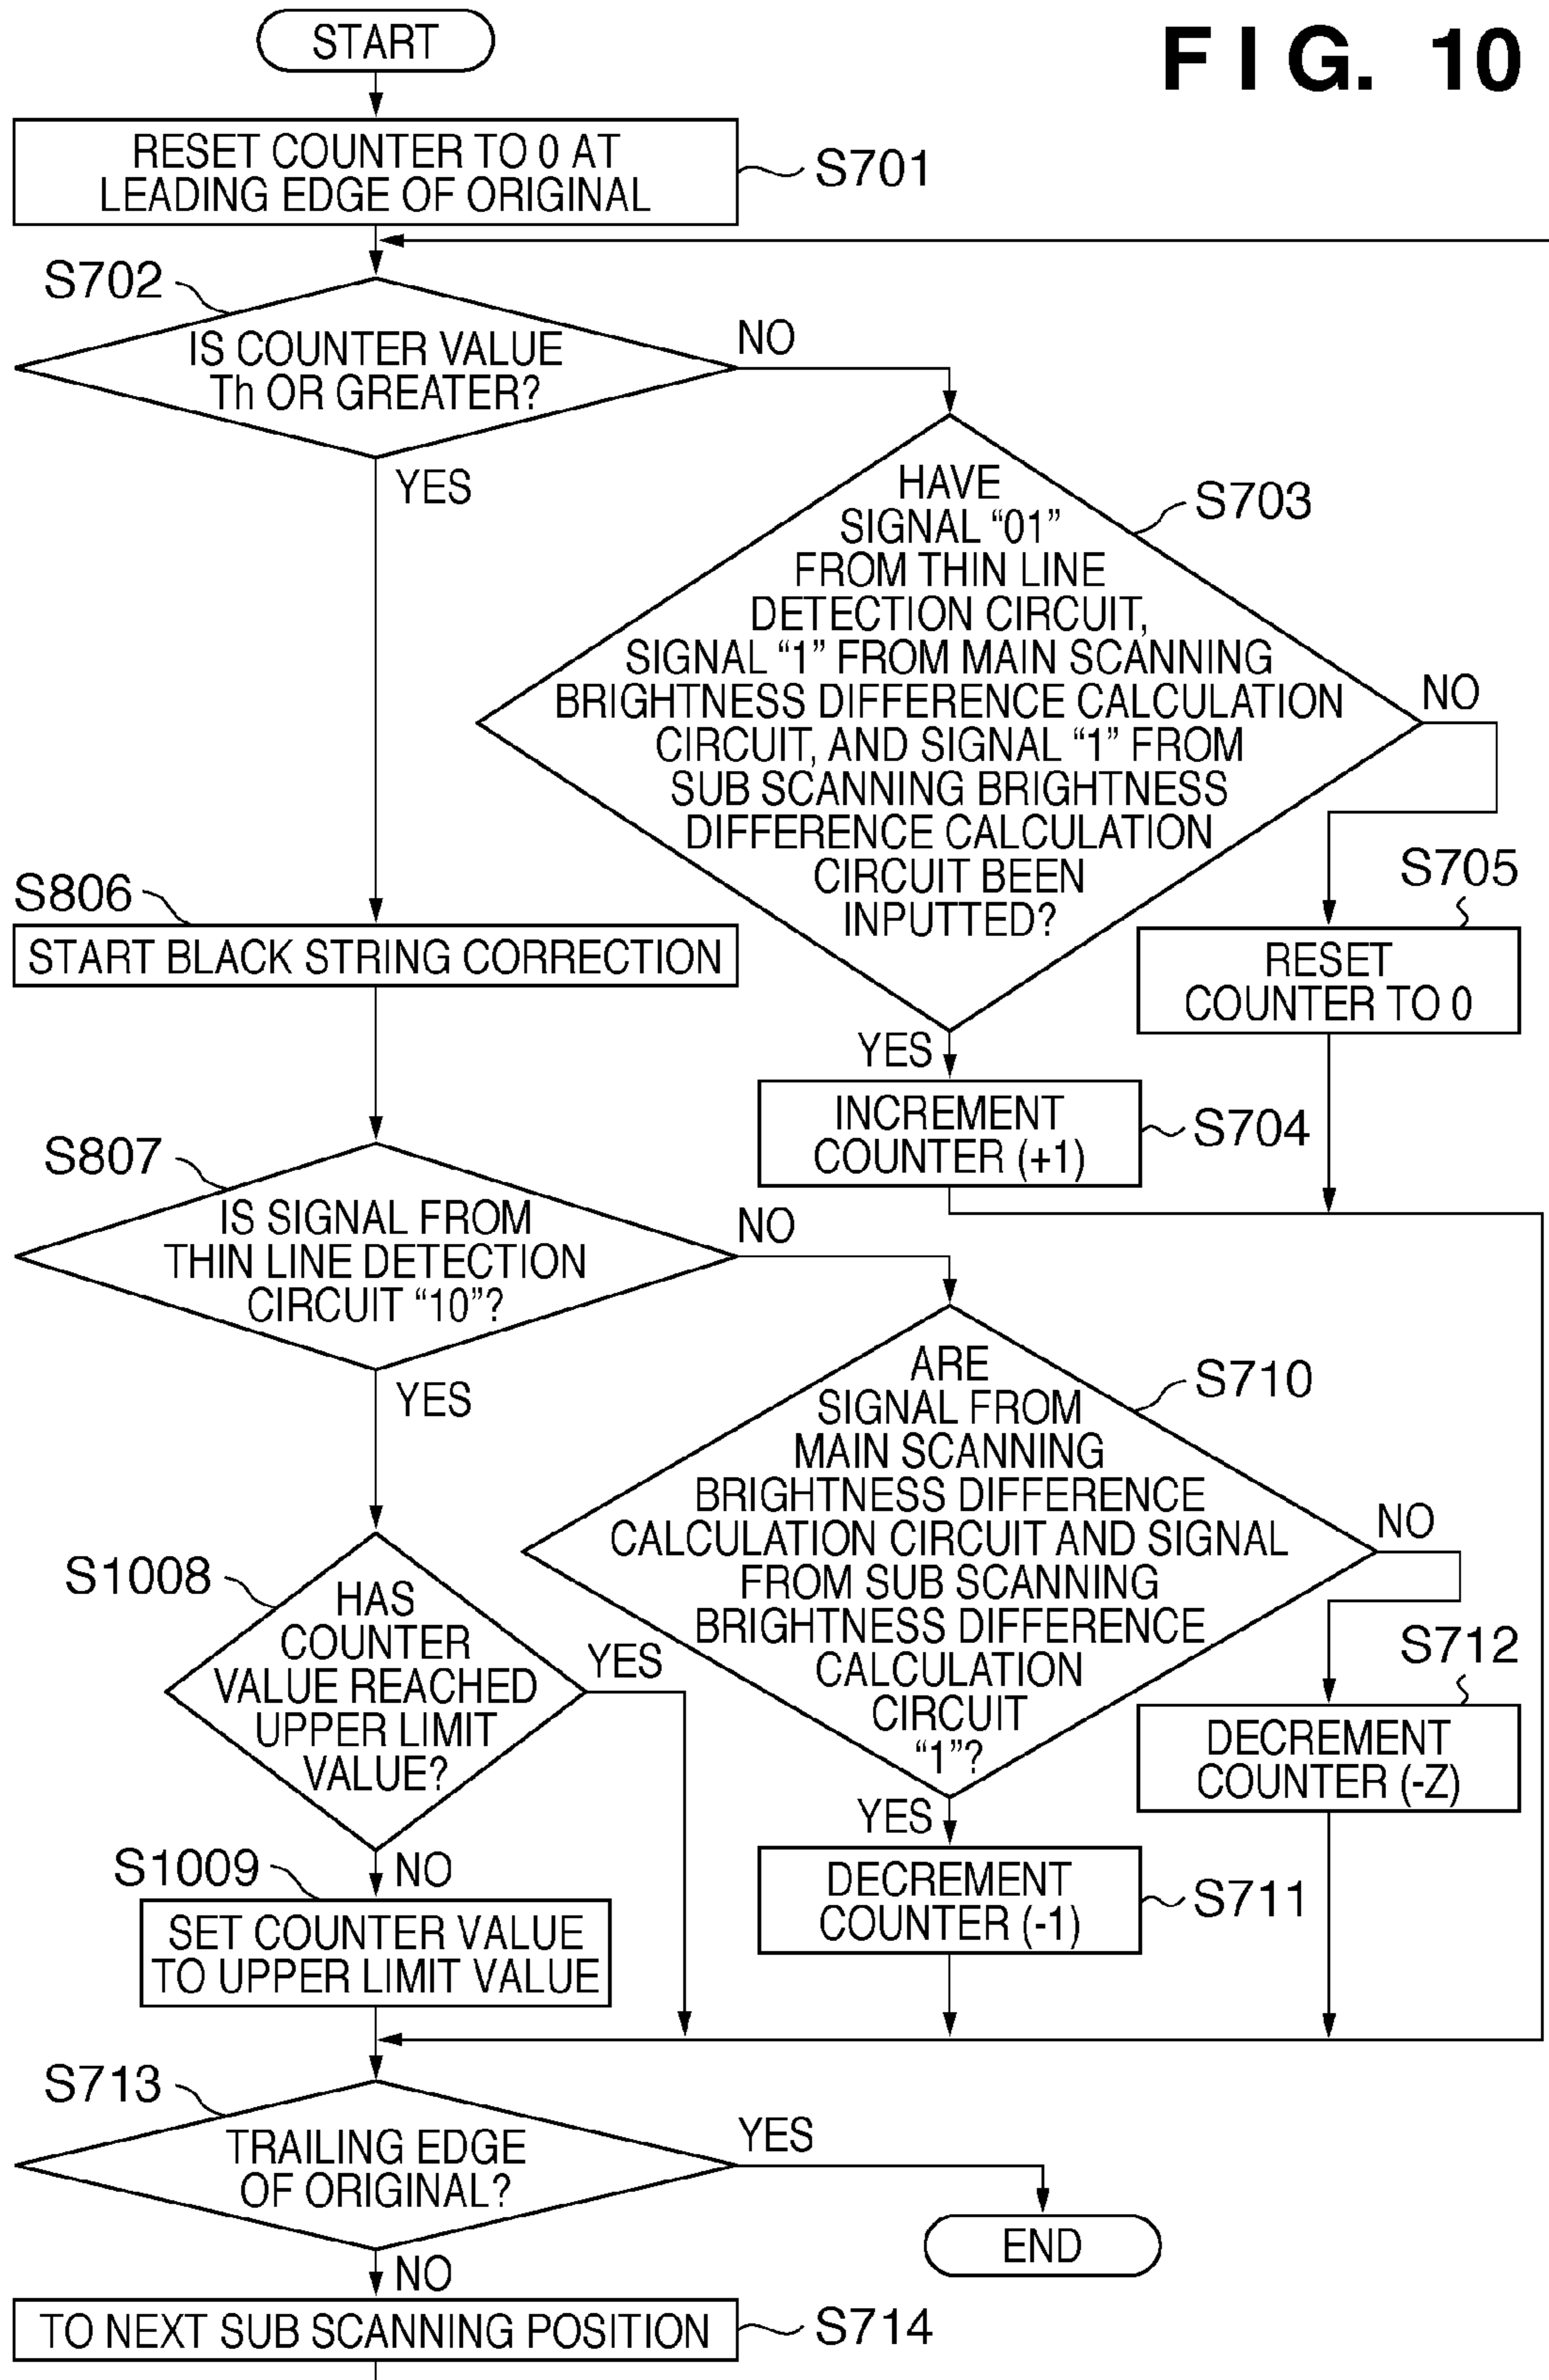 FIG. 10
START
RESET COUNTER TO 0 AT
LEADING EDGE OF ORIGINAL
S701
S702
IS COUNTER VALUE
Th OR GREATER?
NO
YES
HAVE
SIGNAL “01”
FROM THIN LINE
DETECTION CIRCUIT,
SIGNAL “1” FROM MAIN SCANNING
BRIGHTNESS DIFFERENCE CALCULATION
CIRCUIT, AND SIGNAL “1” FROM
SUB SCANNING BRIGHTNESS
DIFFERENCE CALCULATION
CIRCUIT BEEN
INPUTTED?
S703
NO
YES
S705
RESET
COUNTER TO 0
INCREMENT
COUNTER (+1)
S704
S806
START BLACK STRING CORRECTION
S807
IS SIGNAL FROM
THIN LINE DETECTION
CIRCUIT “10”?
NO
YES
ARE
SIGNAL FROM
MAIN SCANNING
BRIGHTNESS DIFFERENCE
CALCULATION CIRCUIT AND SIGNAL
FROM SUB SCANNING
BRIGHTNESS DIFFERENCE
CALCULATION
CIRCUIT
“1”?
S710
NO
YES
S712
DECREMENT
COUNTER (-Z)
DECREMENT
COUNTER (-1)
S711
S1008
HAS
COUNTER
VALUE REACHED
UPPER LIMIT
VALUE?
YES
NO
S1009
SET COUNTER VALUE
TO UPPER LIMIT VALUE
S713
TRAILING EDGE
OF ORIGINAL?
YES
END
NO
TO NEXT SUB SCANNING POSITION
S714